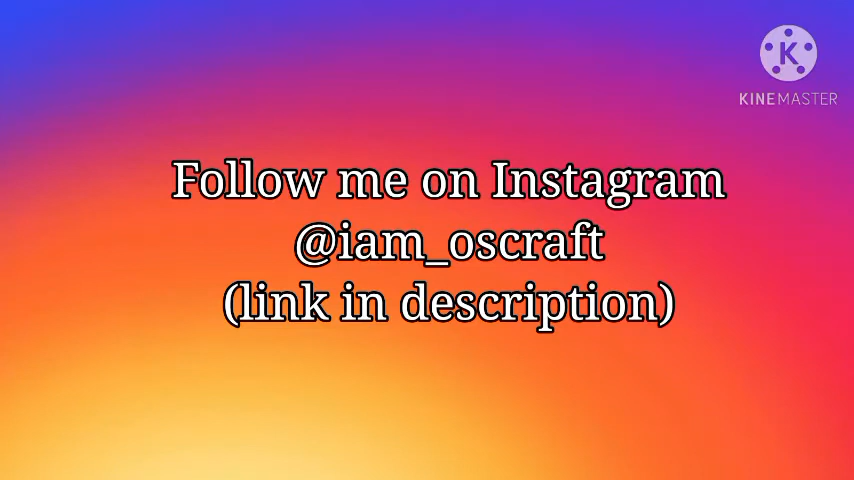 K
KINEMASTER
Follow me on Instagram
@iam_oscraft
(link in description)